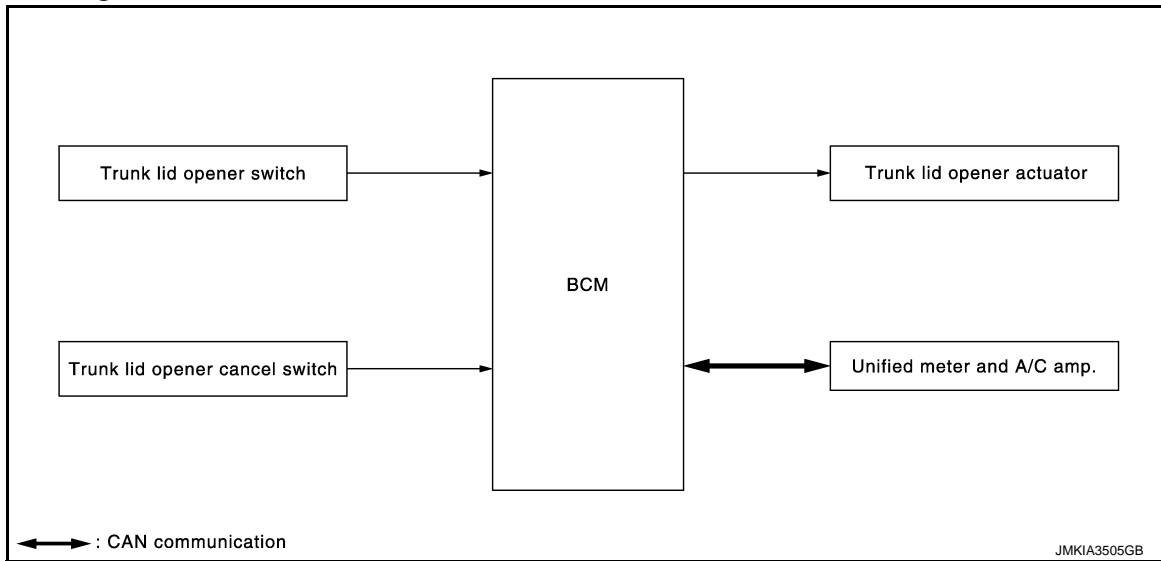 Trunk lid opener switch
Trunk lid opener actuator
BCM
Trunk lid opener cancel switch
Unified meter and A/C amp.
: CAN communication
JMKIA3505GB